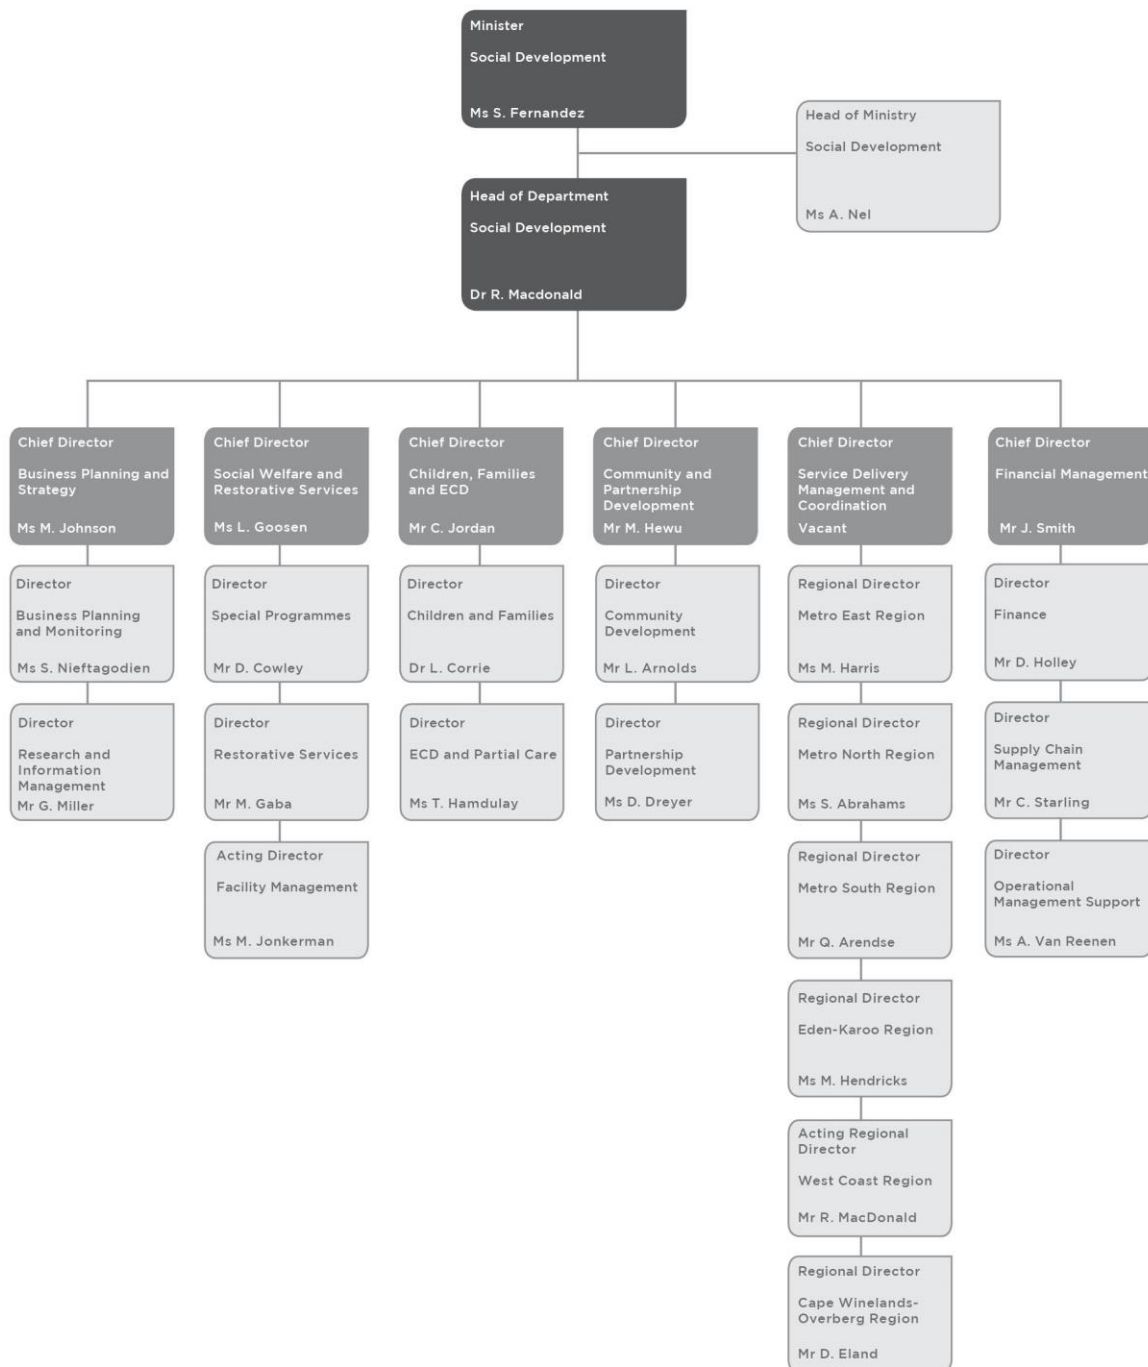 Minister
Social Development
Ms S. Fernandez
Head of Ministry
Social Development
Ms A. Nel
Head of Department
Social Development
Dr R. Macdonald
Chief Director
Business Planning and
Strategy
Ms M. Johnson
Director
Business Planning
and Monitoring
Ms S. Nieftagodien
Director
Research and
Information
Management
Mr G. Miller
Chief Director
Social Welfare and
Restorative Services
Ms L. Goosen
Director
Special Programmes
Mr D. Cowley
Director
Restorative Services
Mr M. Gaba
Acting Director
Facility Management
Ms M. Jonkerman
Chief Director
Children, Families
and ECD
Mr C. Jordan
Director
Children and Families
Dr L. Corrie
Director
ECD and Partial Care
Ms T. Hamdulay
Chief Director
Community and
Partnership
Development
Mr M. Hewu
Director
Community
Development
Mr L. Arnolds
Director
Partnership
Development
Ms D. Dreyer
Chief Director
Service Delivery
Management and
Coordination
Vacant
Regional Director
Metro East Region
Ms M. Harris
Regional Director
Metro North Region
Ms S. Abrahams
Regional Director
Metro South Region
Mr Q. Arendse
Regional Director
Eden-Karoo Region
Ms M. Hendricks
Acting Regional
Director
West Coast Region
Mr R. MacDonald
Regional Director
Cape Winelands-
Overberg Region
Mr D. Eland
Chief Director
Financial Management
Mr J. Smith
Director
Finance
Mr D. Holley
Director
Supply Chain
Management
Mr C. Starling
Director
Operational
Management Support
Ms A. Van Reenen